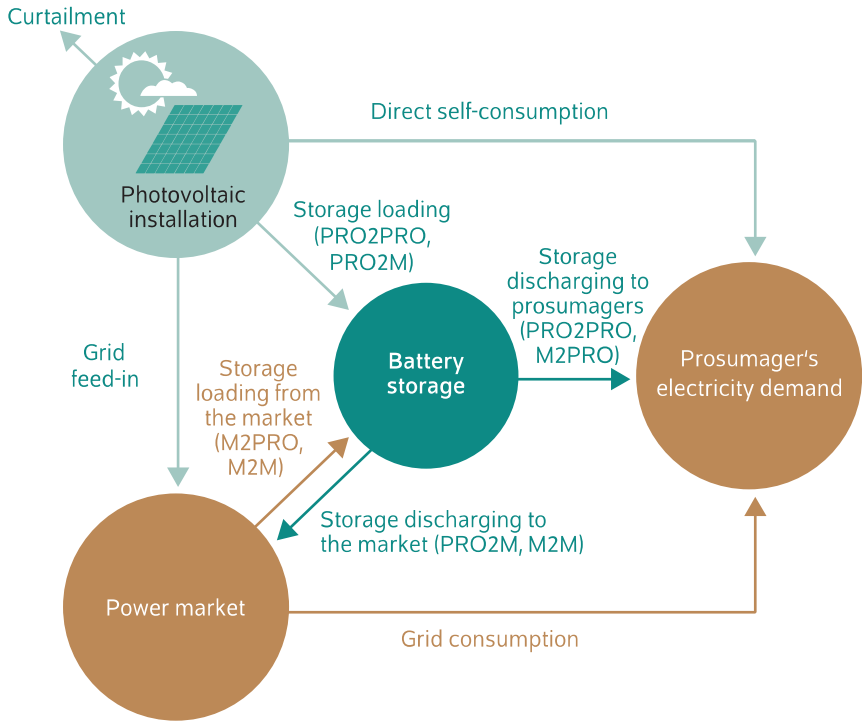 Curtailment
Photovoltaic
installation
Direct self-consumption
Storage loading
(PRO2PRO,
PRO2M)
Storage
discharging to
prosumagers
(PRO2PRO,
M2PRO)
Grid
feed-in
Storage
loading from
the market
(M2PRO,
M2M)
Battery
storage
Prosumager‘s
electricity demand
Storage discharging to
the market (PRO2M, M2M)
Power market
Grid consumption